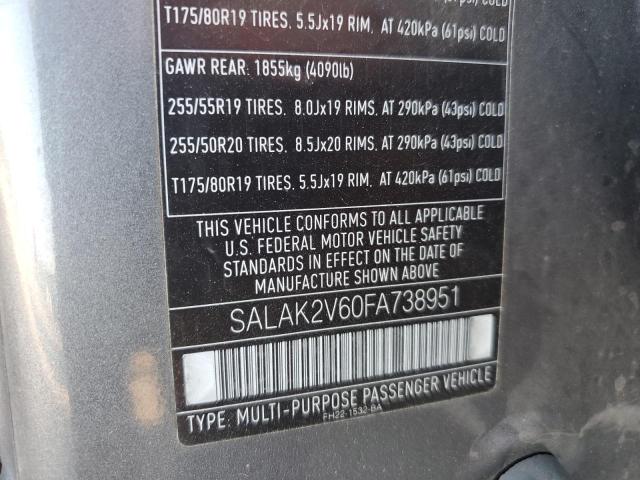 T175/80R19 TIRES. 5.5Jx19 RIM, AT 420kPa (61psi) COLD
GAWR REAR: 1855kg (4090lb)
255/55R19 TIRES, 8.0Jx19 RIMS, AT 290kPa (43psi) COLD
255/50R20 TIRES, 8.5Jx20 RIMS, AT 290kPa (43psi) COLD
T175/80R19 TIRES. 5.5Jx19 RIM, AT 420kPa (61psi) COLD
THIS VEHICLE CONFORMS TO ALL APPLICABLE
U.S. FEDERAL MOTOR VEHICLE SAFETY
STANDARDS IN EFFECT ON THE DATE OF
MANUFACTURE SHOWN ABOVE
SALAK2V60FA738951
TYPE: MULTI-PURPOSE PASSENGER VEHICLE
FH22-1532-BA